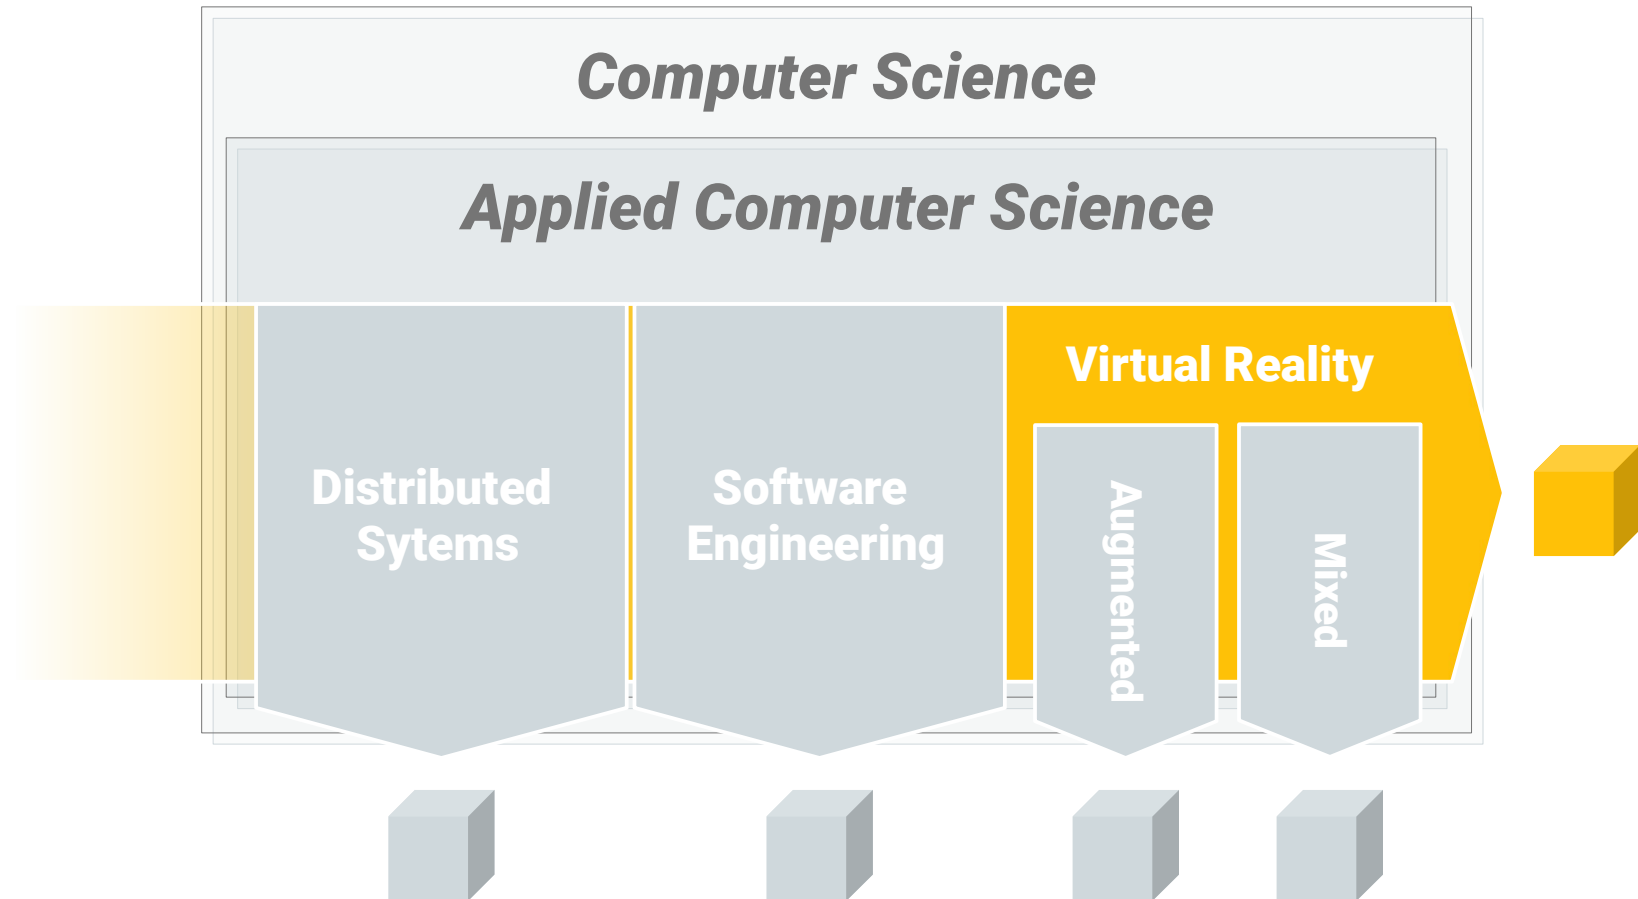 Computer Science
Applied Computer Science
Virtual Reality
Distributed
Sytems
Software
Engineering
Augmented
Mixed